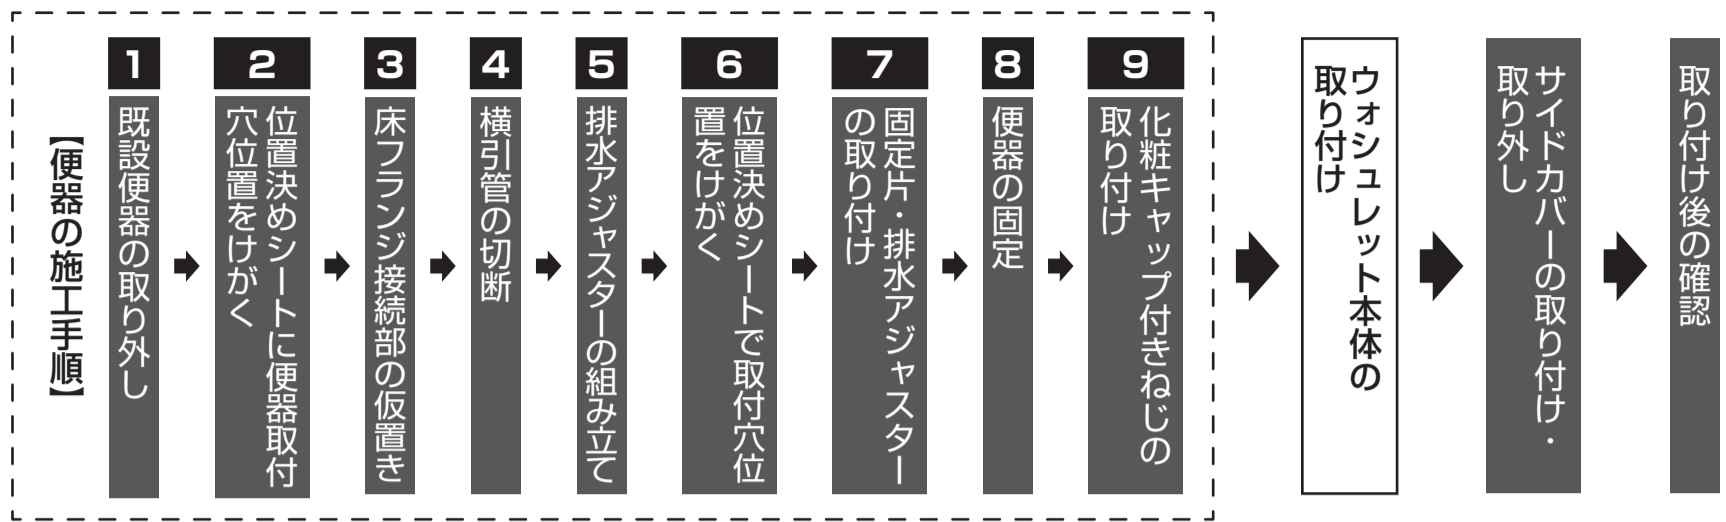 【便器の施工手順】
1
既設便器の取り外し
2
位置決めシートに便器取付
穴位置をけがく
3
床フランジ接続部の仮置き
4
横引管の切断
5
排水アジャスターの組み立て
6
位置決めシートで取付穴位
置をけがく
7
固定片・排水アジャスター
の取り付け
8
便器の固定
9
化粧キャップ付きねじの
取り付け
ウォシュレット本体の
取り付け
サイドカバーの取り付け・
取り外し
取り付け後の確認